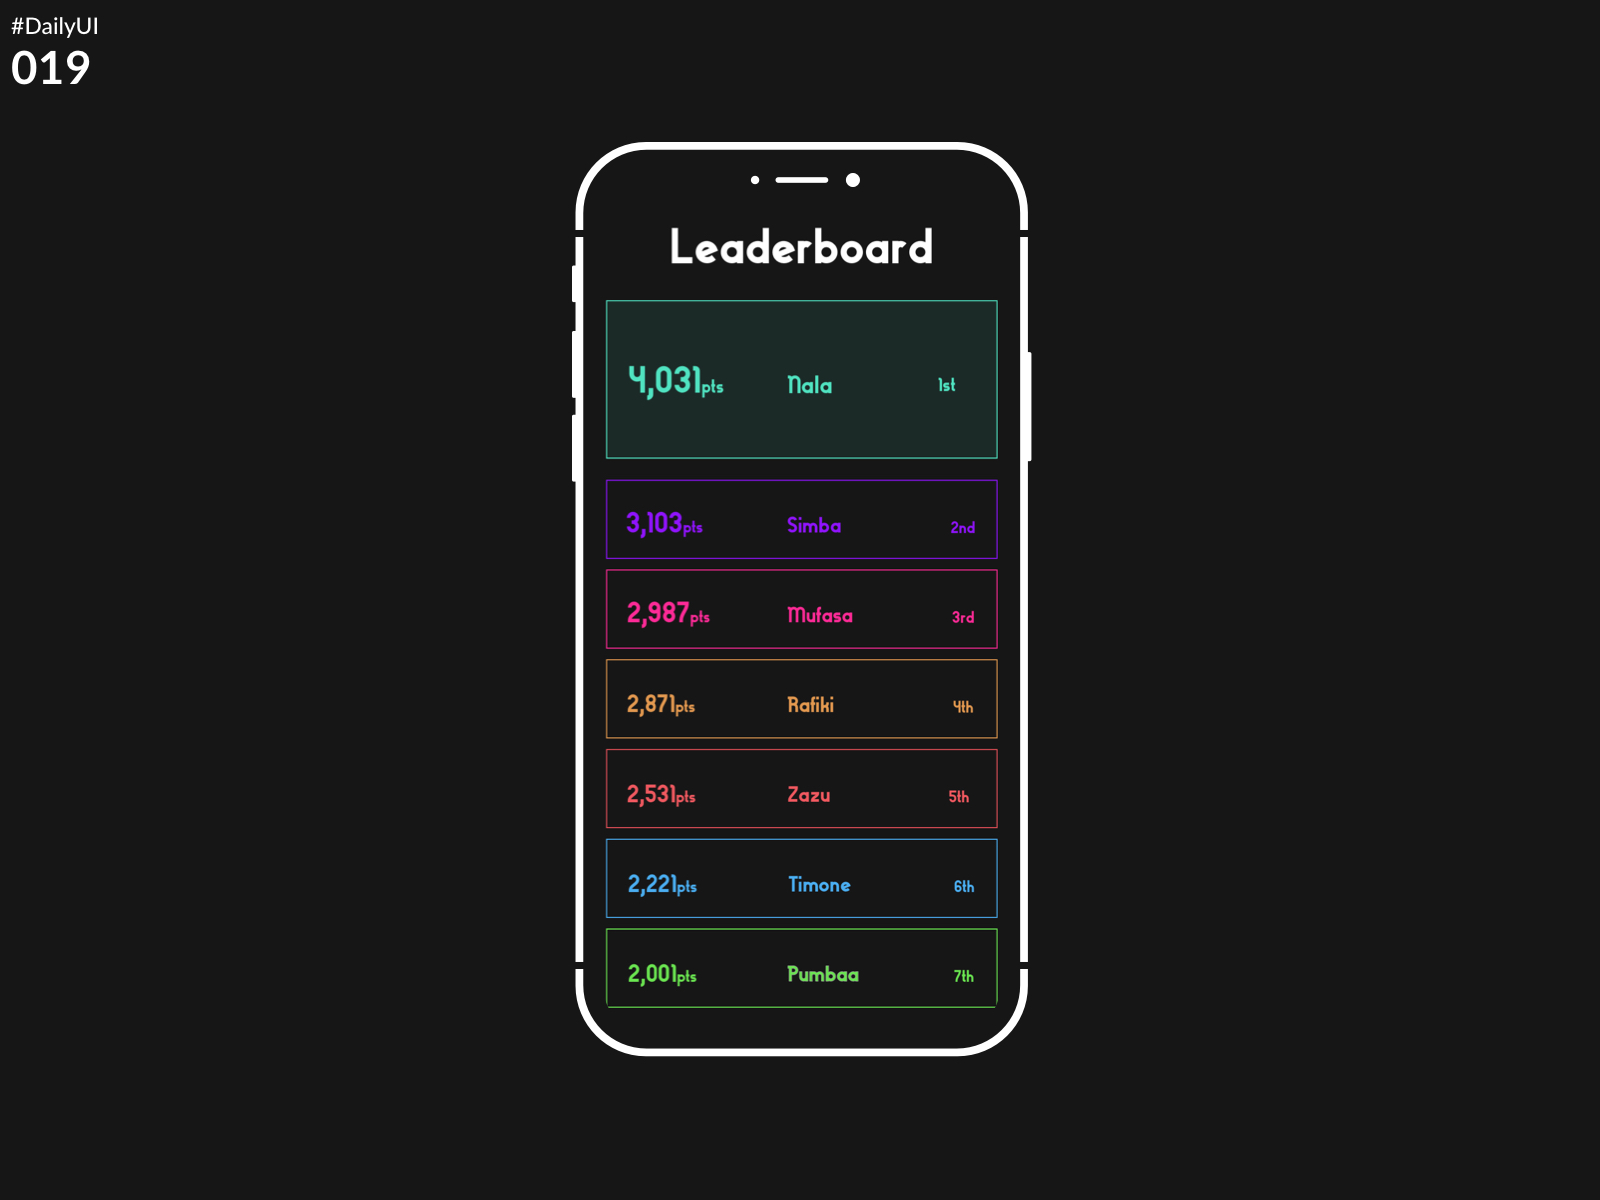 #DailyUI
019
Leaderboard
4,031pts Nala 1st
3,103pts Simba 2nd
2,987pts Mufasa 3rd
2,871pts Rafiki 4th
2,531pts Zazu 5th
2,221pts Timone 6th
2,001pts Pumbaa 7th